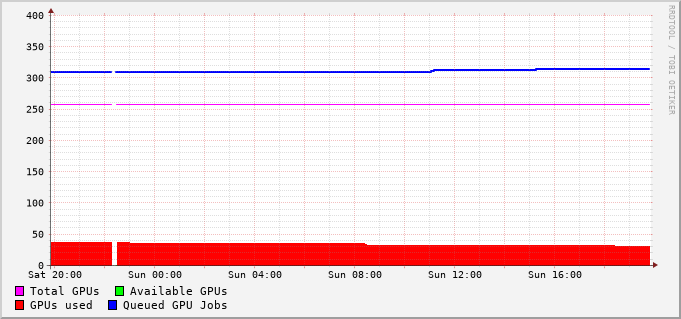 RRDTOOL / TOBI OETIKER
400
350
300
250
200
150
100
50
0
Sat 20:00 Sun 00:00 Sun 04:00 Sun 08:00 Sun 12:00 Sun 16:00
Total GPUs Available GPUs
GPUs used Queued GPU Jobs